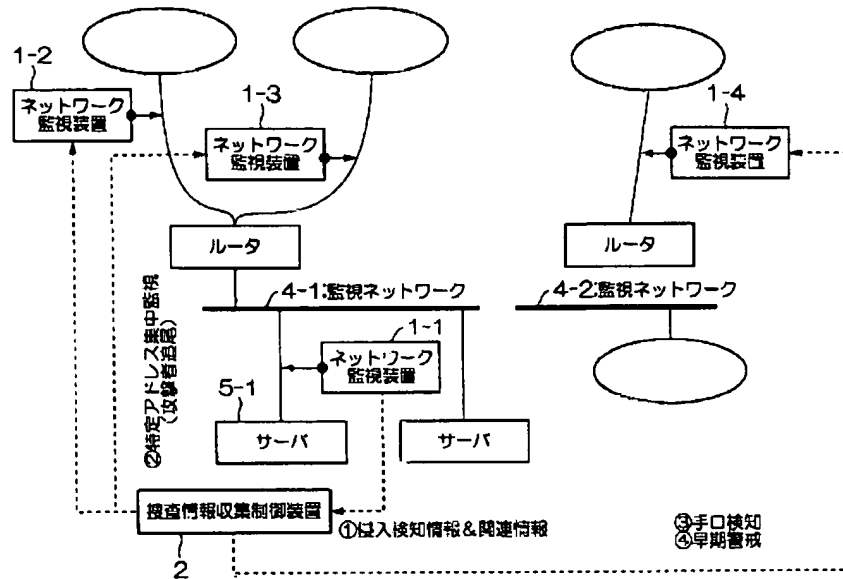 1-2
ネットワーク
監視装置
1-3
ネットワーク
監視装置
1-4
ネットワーク
監視装置
ルータ
ルータ
4-1:監視ネットワーク
4-2:監視ネットワーク
1-1
ネットワーク
監視装置
5-1
サーバ
サーバ
②特定アドレス集中監視
(攻撃者追尾)
捜査情報収集制御装置
2
①侵入検知情報&関連情報
③手口検知
④早期警戒